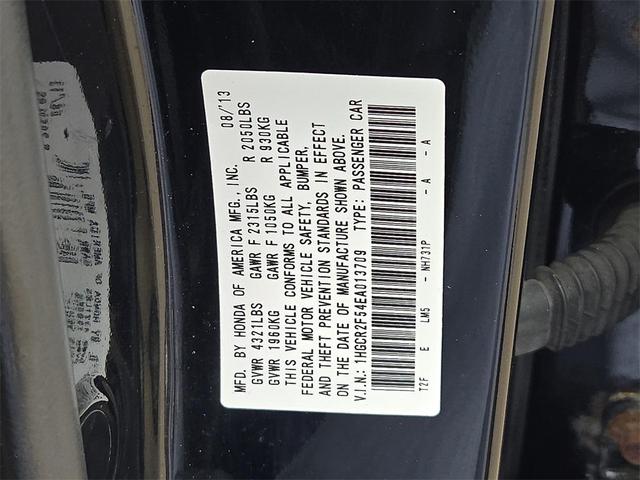 MFD. BY HONDA OF AMERICA MFG., INC. 08/13
GVWR 4321LBS GAWR F 2315LBS R 2050LBS
GVWR 1960KG GAWR F 1050KG R 930KG
THIS VEHICLE CONFORMS TO ALL APPLICABLE
FEDERAL MOTOR VEHICLE SAFETY, BUMPER,
AND THEFT PREVENTION STANDARDS IN EFFECT
ON THE DATE OF MANUFACTURE SHOWN ABOVE.
V.I.N.: 1HGCR2F54EA013709 TYPE: PASSENGER CAR
T2F E LM5 - NH731P - A - A